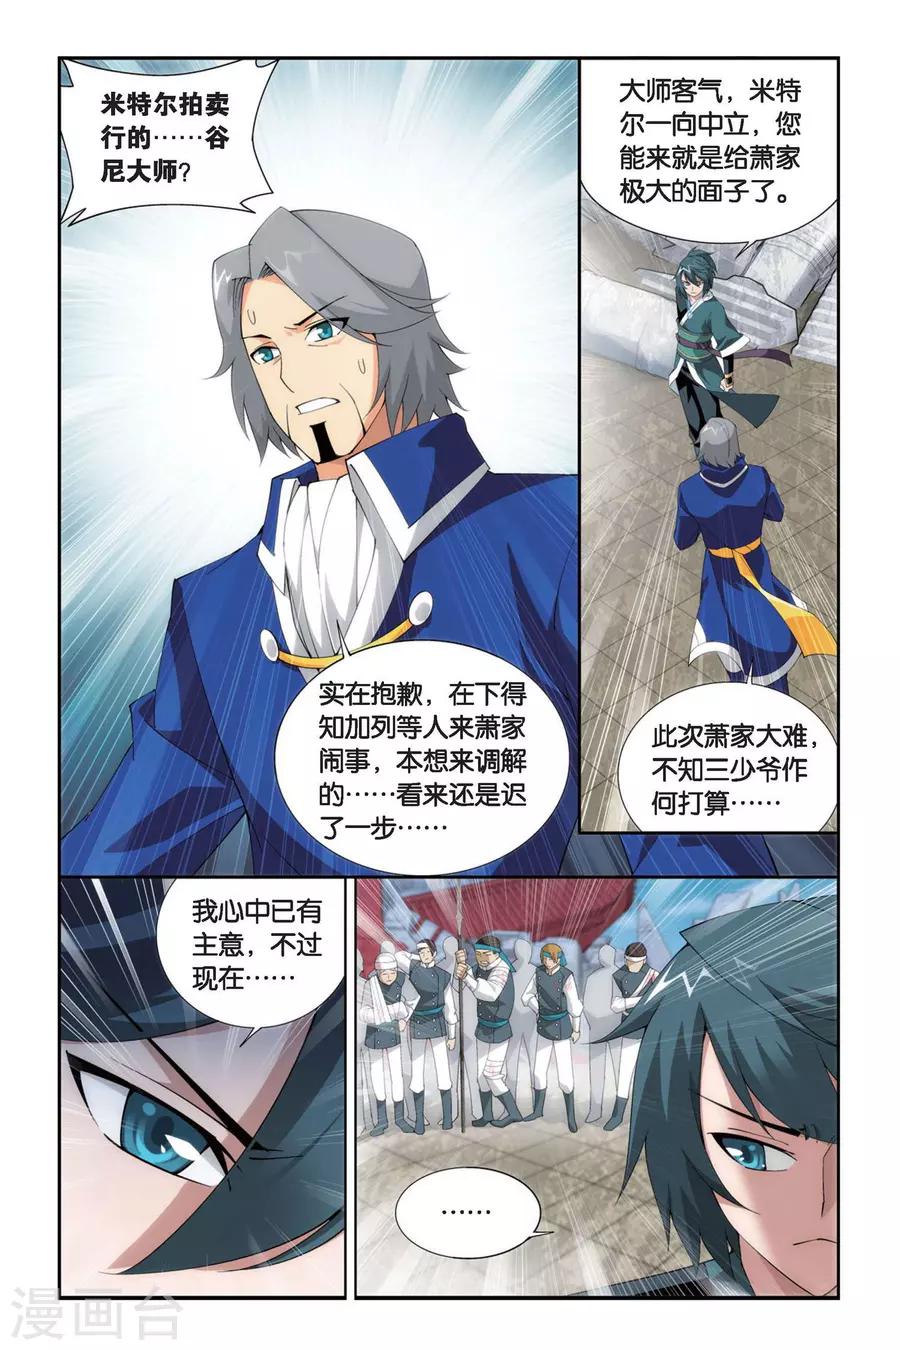 米特尔拍卖
行的……谷
尼大师？
实在抱歉，在下得
知加列等人来萧家
闹事，本想来调解
的……看来还是迟
了一步……
大师客气，米特
尔一向中立，您
能来就是给萧家
极大的面子了。
此次萧家大难，
不知三少爷作
何打算……
我心中已有
主意，不过
现在……
……
漫画台